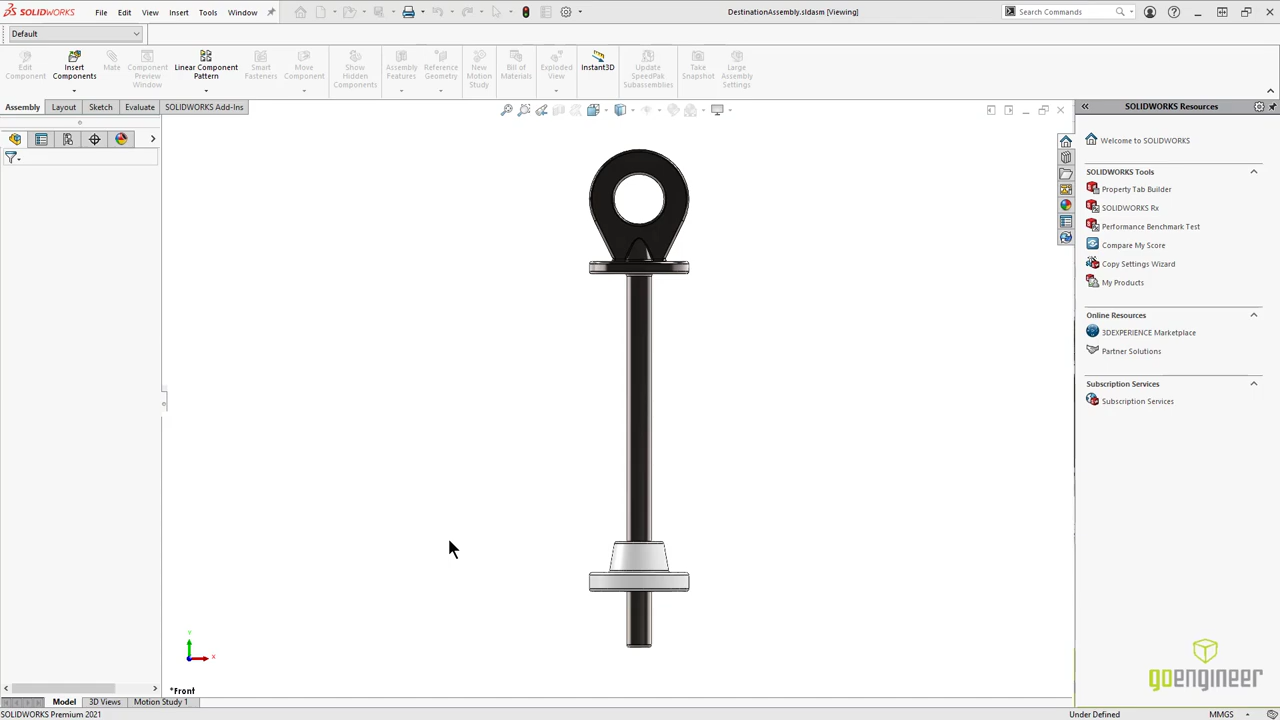 SOLIDWORKS File Edit View Insert Tools Window DestinationAssembly.sldasm [Viewing] Search Commands
Default
Edit Component
Insert Components
Mate
Component Preview Window
Linear Component Pattern
Smart Fasteners
Move Component
Show Hidden Components
Assembly Features
Reference Geometry
New Motion Study
Bill of Materials
Exploded View
Instant3D
Update SpeedPak Subassemblies
Take Snapshot
Large Assembly Settings
Assembly Layout Sketch Evaluate SOLIDWORKS Add-Ins
SOLIDWORKS Resources
Welcome to SOLIDWORKS
SOLIDWORKS Tools
Property Tab Builder
SOLIDWORKS Rx
Performance Benchmark Test
Compare My Score
Copy Settings Wizard
My Products
Online Resources
3DEXPERIENCE Marketplace
Partner Solutions
Subscription Services
Subscription Services
Y
X
*Front
goengineer
Model 3D Views Motion Study 1
SOLIDWORKS Premium 2021 Under Defined MMGS